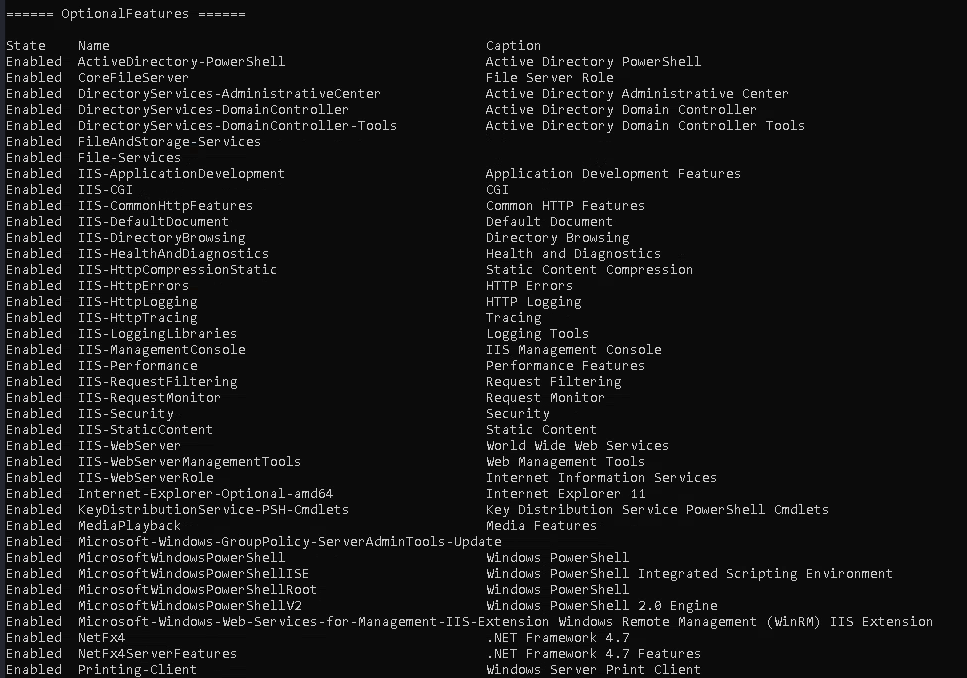 ====== OptionalFeatures ======
State Name Caption
Enabled ActiveDirectory-PowerShell Active Directory PowerShell
Enabled CoreFileServer File Server Role
Enabled DirectoryServices-AdministrativeCenter Active Directory Administrative Center
Enabled DirectoryServices-DomainController Active Directory Domain Controller
Enabled DirectoryServices-DomainController-Tools Active Directory Domain Controller Tools
Enabled FileAndStorage-Services
Enabled File-Services
Enabled IIS-ApplicationDevelopment Application Development Features
Enabled IIS-CGI CGI
Enabled IIS-CommonHttpFeatures Common HTTP Features
Enabled IIS-DefaultDocument Default Document
Enabled IIS-DirectoryBrowsing Directory Browsing
Enabled IIS-HealthAndDiagnostics Health and Diagnostics
Enabled IIS-HttpCompressionStatic Static Content Compression
Enabled IIS-HttpErrors HTTP Errors
Enabled IIS-HttpLogging HTTP Logging
Enabled IIS-HttpTracing Tracing
Enabled IIS-LoggingLibraries Logging Tools
Enabled IIS-ManagementConsole IIS Management Console
Enabled IIS-Performance Performance Features
Enabled IIS-RequestFiltering Request Filtering
Enabled IIS-RequestMonitor Request Monitor
Enabled IIS-Security Security
Enabled IIS-StaticContent Static Content
Enabled IIS-WebServer World Wide Web Services
Enabled IIS-WebServerManagementTools Web Management Tools
Enabled IIS-WebServerRole Internet Information Services
Enabled Internet-Explorer-Optional-amd64 Internet Explorer 11
Enabled KeyDistributionService-PSH-Cmdlets Key Distribution Service PowerShell Cmdlets
Enabled MediaPlayback Media Features
Enabled Microsoft-Windows-GroupPolicy-ServerAdminTools-Update
Enabled MicrosoftWindowsPowerShell Windows PowerShell
Enabled MicrosoftWindowsPowerShellISE Windows PowerShell Integrated Scripting Environment
Enabled MicrosoftWindowsPowerShellRoot Windows PowerShell
Enabled MicrosoftWindowsPowerShellV2 Windows PowerShell 2.0 Engine
Enabled Microsoft-Windows-Web-Services-for-Management-IIS-Extension Windows Remote Management (WinRM) IIS Extension
Enabled NetFx4 .NET Framework 4.7
Enabled NetFx4ServerFeatures .NET Framework 4.7 Features
Enabled Printing-Client Windows Server Print Client